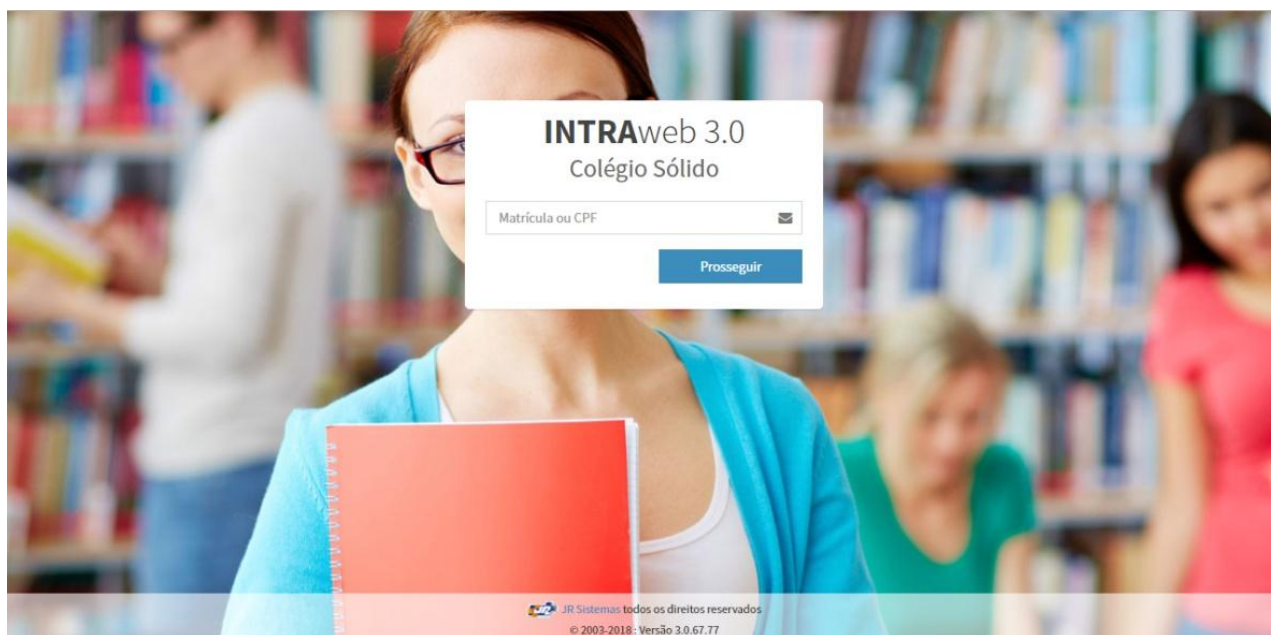 INTRAweb 3.0
Colégio Sólido
Matrícula ou CPF
Prosseguir
JR Sistemas todos os direitos reservados
© 2003-2018 : Versão 3.0.67.77